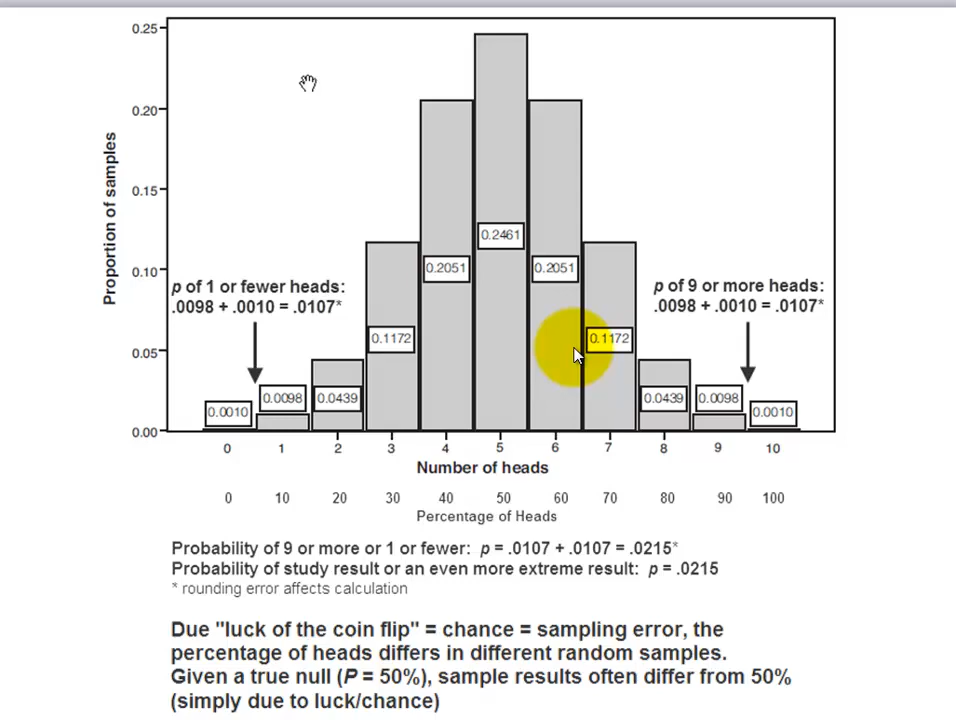 0.25
0.20
0.15
0.10
0.05
0.00
Proportion of samples
p of 1 or fewer heads:
.0098 + .0010 = .0107*
p of 9 or more heads:
.0098 + .0010 = .0107*
0.0010
0.0098
0.0439
0.1172
0.2051
0.2461
0.2051
0.1172
0.0439
0.0098
0.0010
0 1 2 3 4 5 6 7 8 9 10
Number of heads
0 10 20 30 40 50 60 70 80 90 100
Percentage of Heads
Probability of 9 or more or 1 or fewer: p = .0107 + .0107 = .0215*
Probability of study result or an even more extreme result: p = .0215
* rounding error affects calculation
Due "luck of the coin flip" = chance = sampling error, the
percentage of heads differs in different random samples.
Given a true null (P = 50%), sample results often differ from 50%
(simply due to luck/chance)